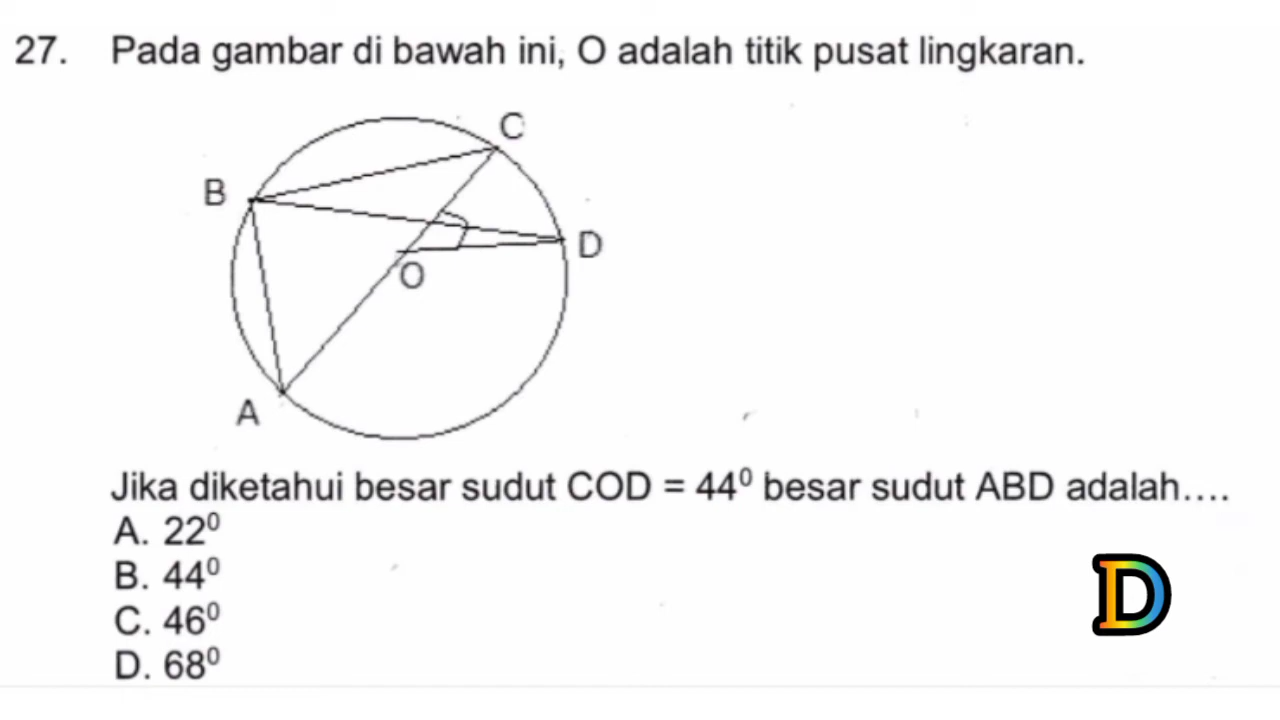 27. Pada gambar di bawah ini, O adalah titik pusat lingkaran.
C
B
D
O
A
Jika diketahui besar sudut COD = 44⁰ besar sudut ABD adalah....
A. 22⁰
B. 44⁰
C. 46⁰
D. 68⁰
D